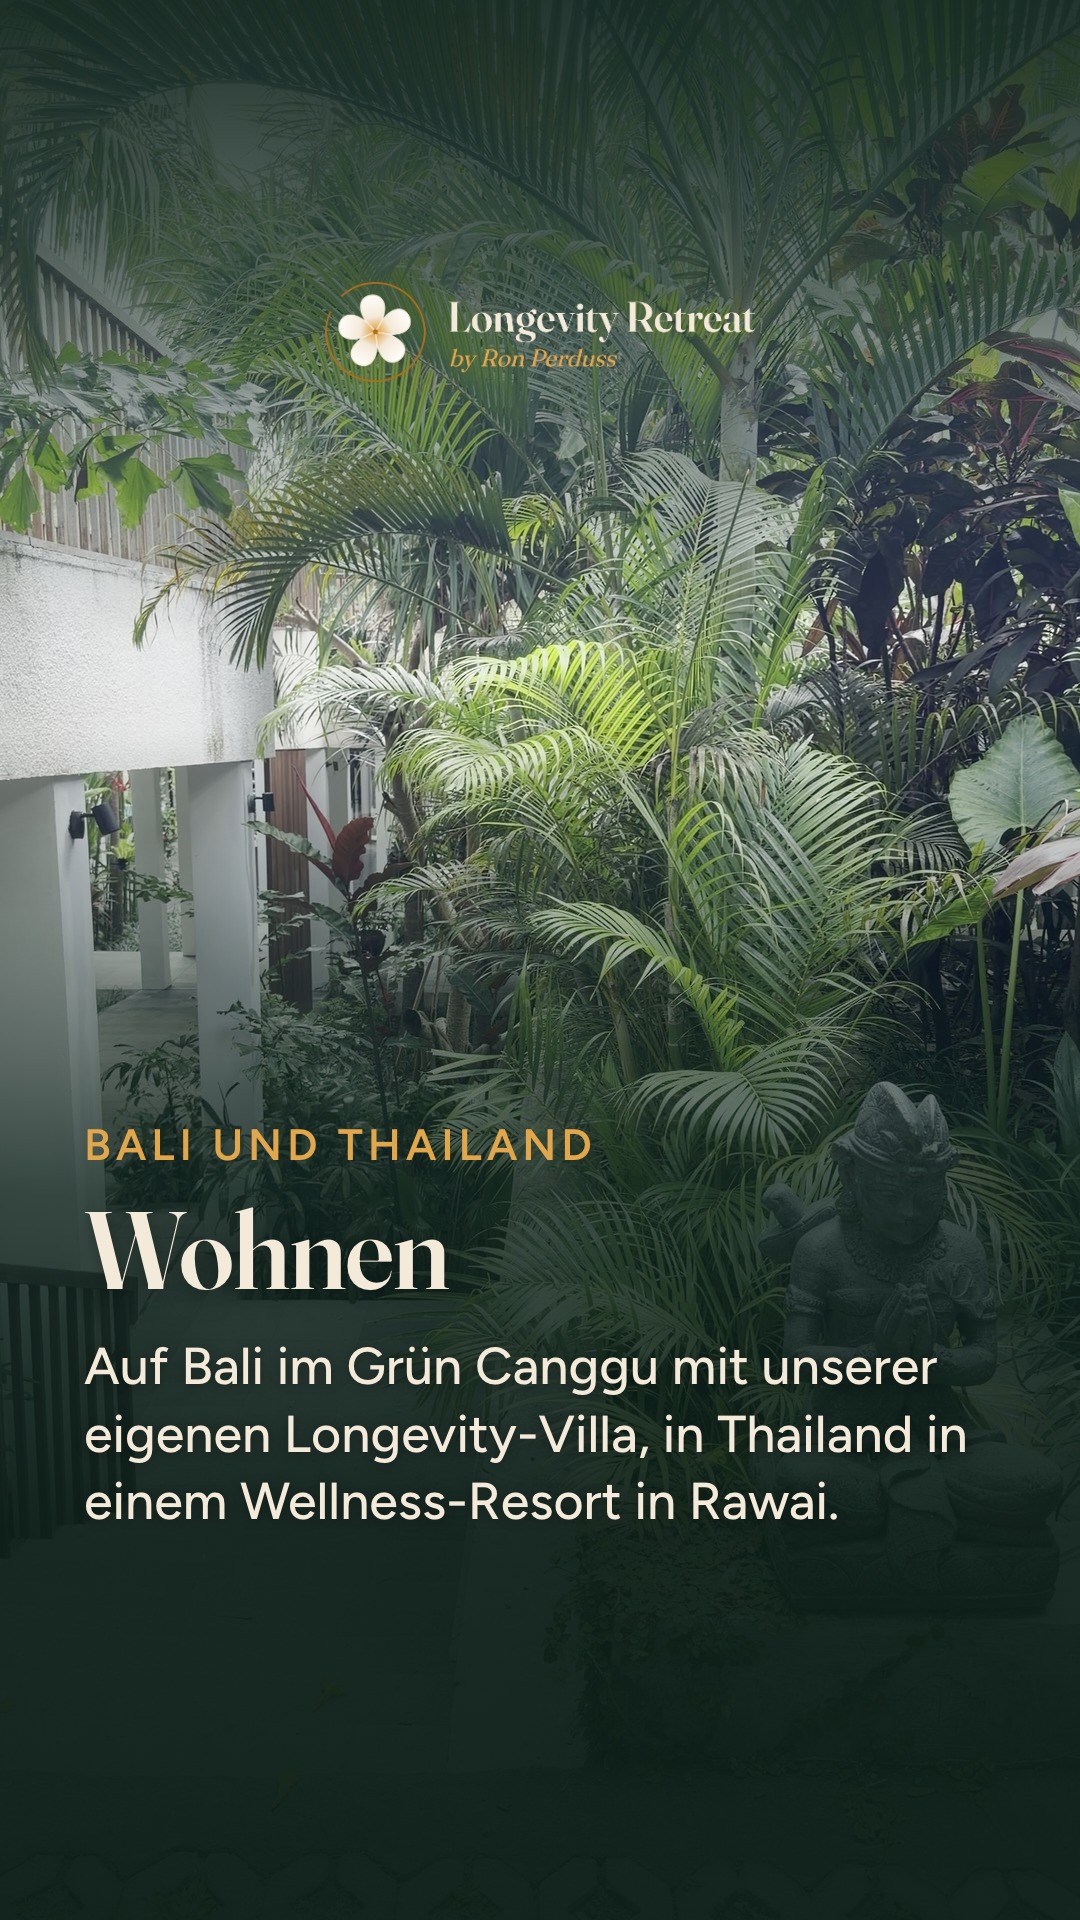 Longevity Retreat
by Ron Perduss
BALI UND THAILAND
Wohnen
Auf Bali im Grün Canggu mit unserer
eigenen Longevity-Villa, in Thailand in
einem Wellness-Resort in Rawai.